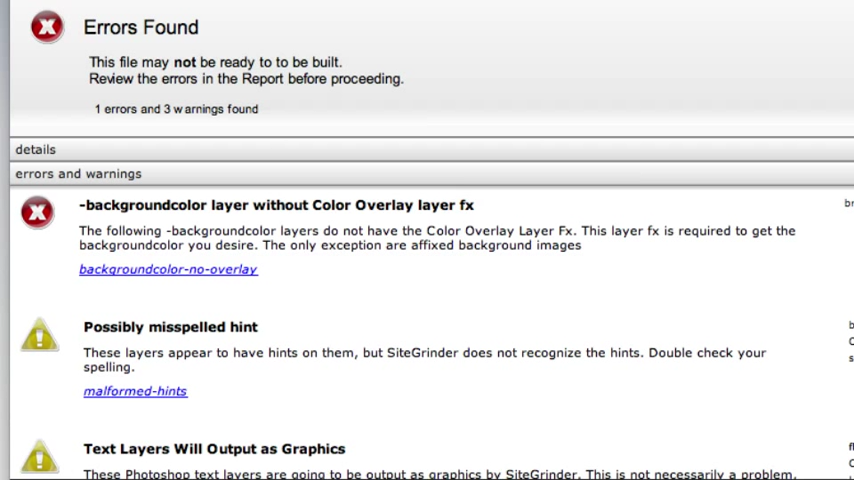 Errors Found
This file may not be ready to to be built.
Review the errors in the Report before proceeding.
1 errors and 3 warnings found
details
errors and warnings
-backgroundcolor layer without Color Overlay layer fx
The following -backgroundcolor layers do not have the Color Overlay Layer Fx. This layer fx is required to get the
backgroundcolor you desire. The only exception are affixed background images
backgroundcolor-no-overlay
Possibly misspelled hint
These layers appear to have hints on them, but SiteGrinder does not recognize the hints. Double check your
spelling.
malformed-hints
Text Layers Will Output as Graphics
These Photoshop text layers are going to be output as graphics by SiteGrinder. This is not necessarily a problem.